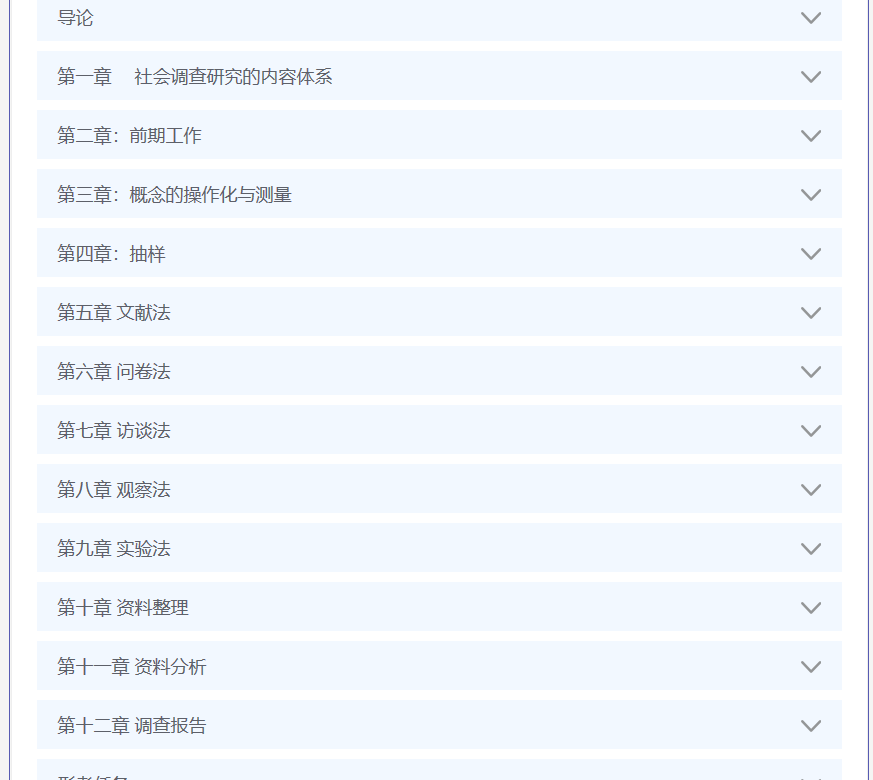 导论
第一章 社会调查研究的内容体系
第二章：前期工作
第三章：概念的操作化与测量
第四章：抽样
第五章 文献法
第六章 问卷法
第七章 访谈法
第八章 观察法
第九章 实验法
第十章 资料整理
第十一章 资料分析
第十二章 调查报告